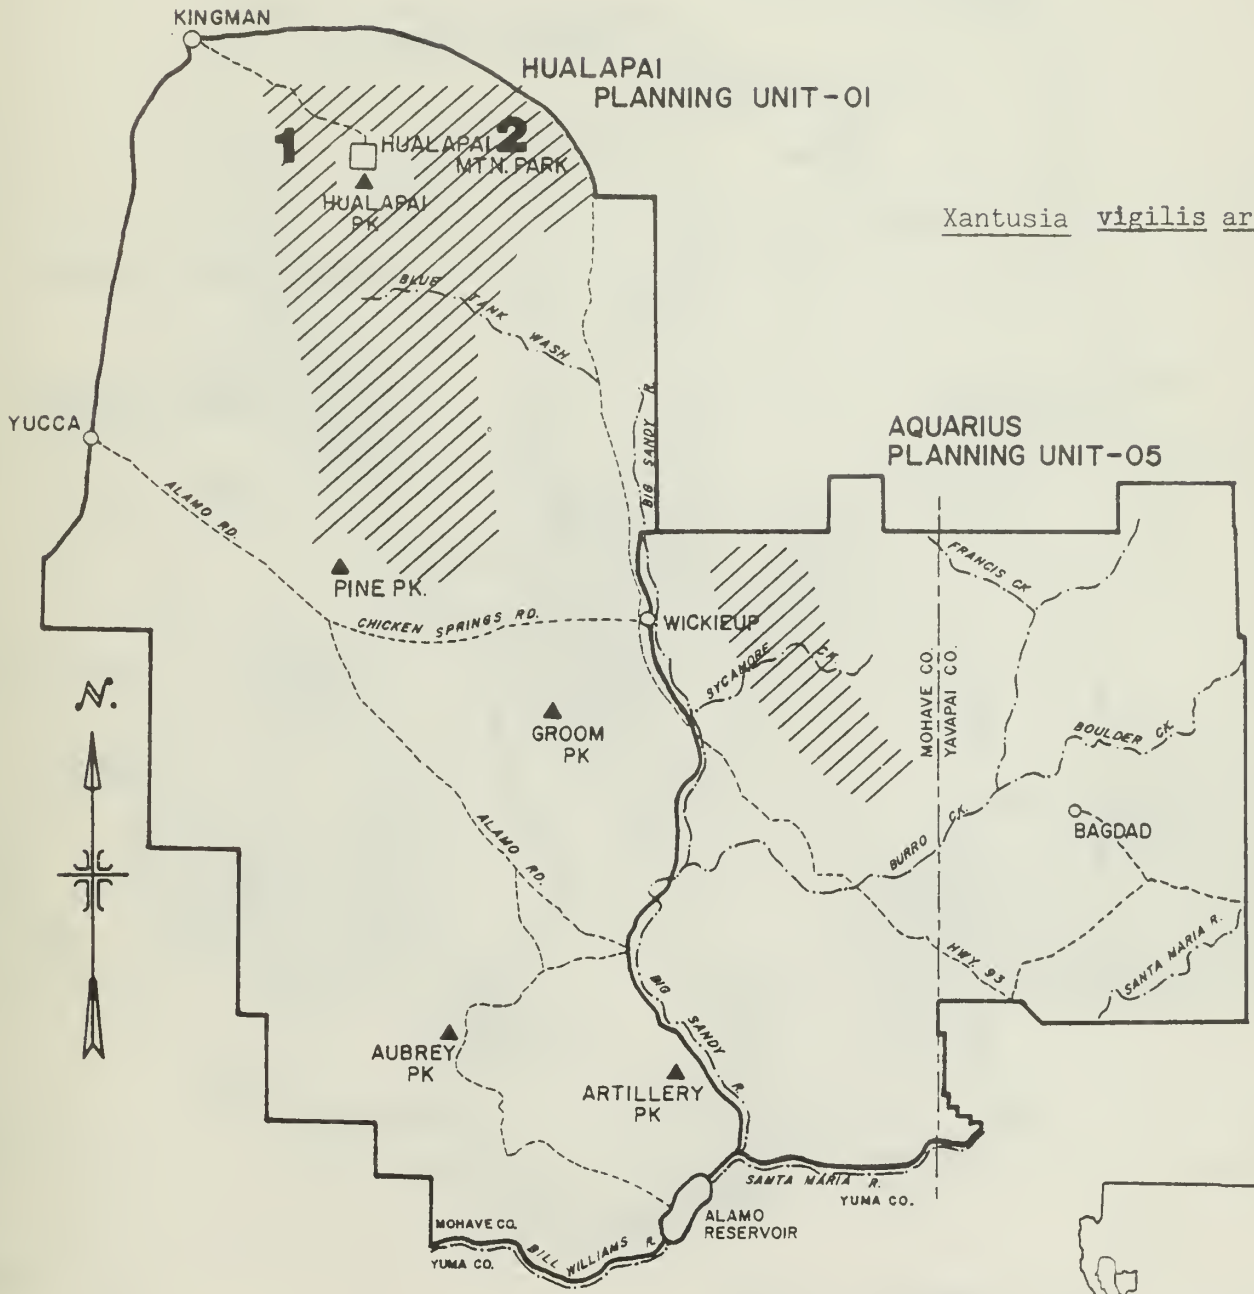 KINGMAN
HUALAPAI
PLANNING UNIT-01
1
2
HUALAPAI
MTN. PARK
HUALAPAI
PK
Xantusia vigilis
BLUE TANK WASH
BIG SANDY R.
YUCCA
AQUARIUS
PLANNING UNIT-05
ALAMO RD.
FRANCIS CK
PINE PK.
CHICKEN SPRINGS RD.
WICKIEUP
SYCAMORE CK.
MOHAVE CO.
YAVAPAI CO.
N.
GROOM
PK
BOULDER CK.
ALAMO RD.
BURRO CK.
BAGDAD
HWY. 93
SANTA MARIA R.
BIG SANDY R.
AUBREY
PK
ARTILLERY
PK
SANTA MARIA R.
YUMA CO.
ALAMO
RESERVOIR
MOHAVE CO.
BILL WILLIAMS R.
YUMA CO.